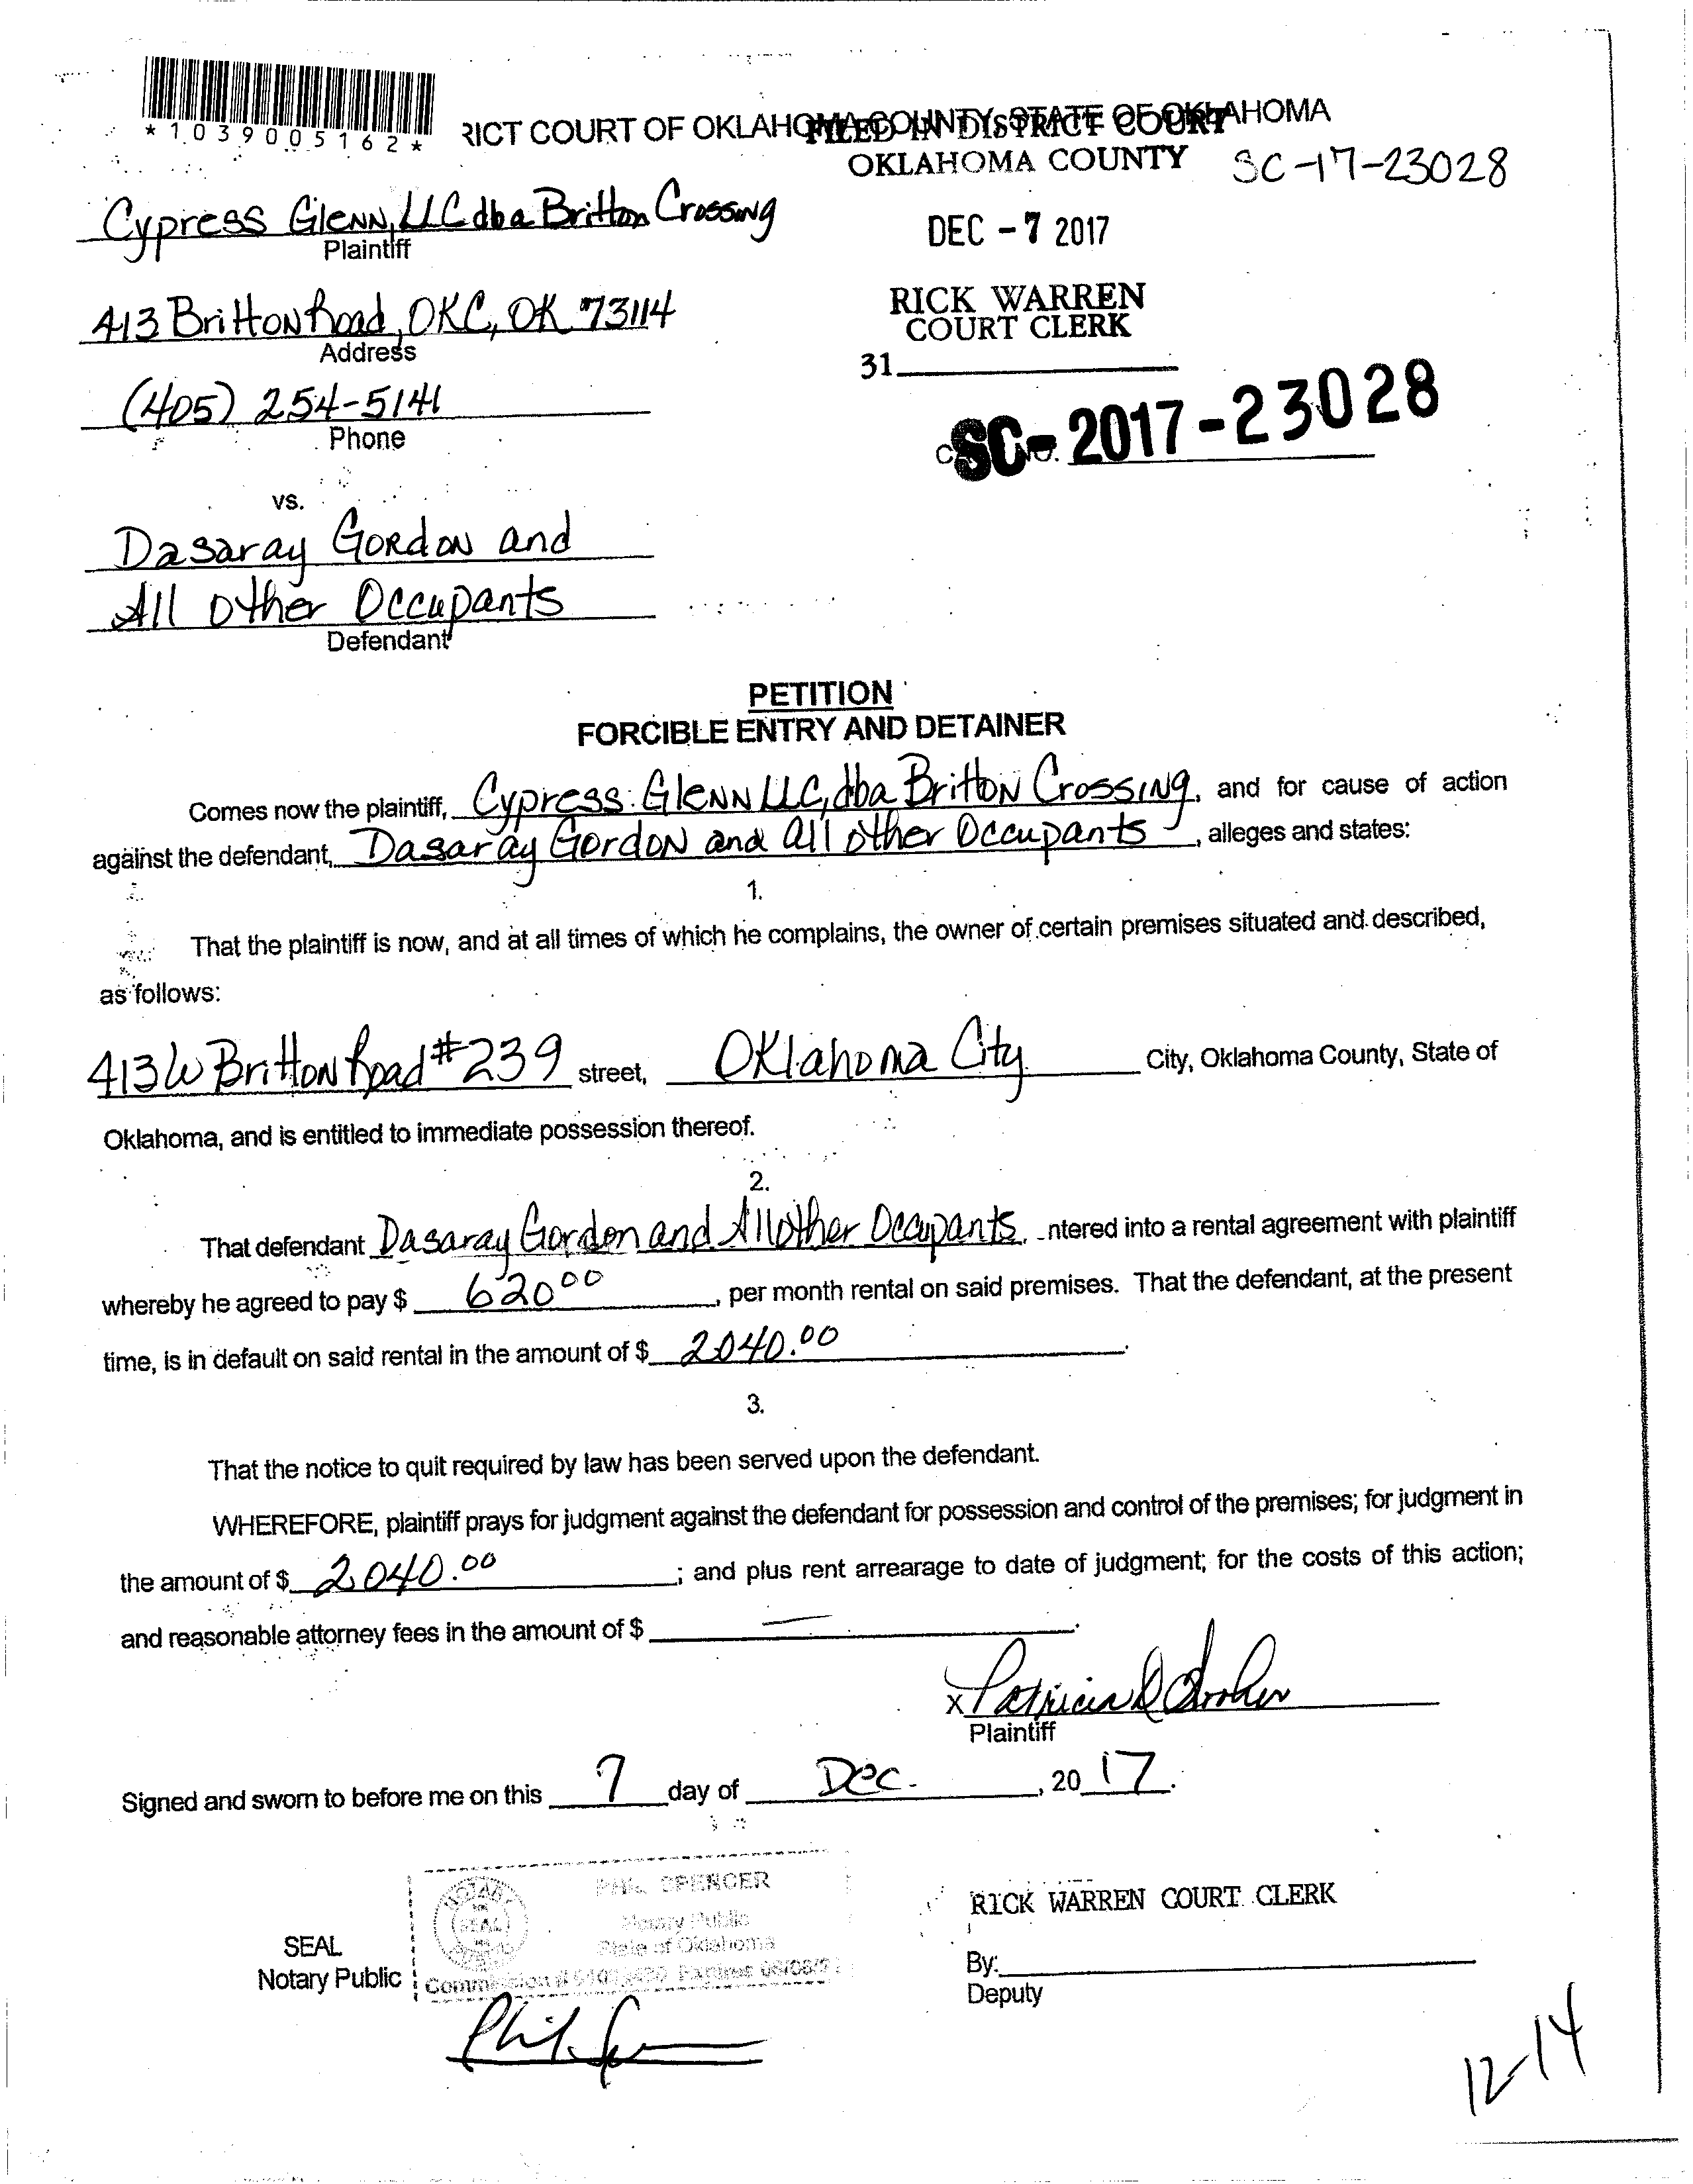 *1039005162*
RICT COURT OF OKLAHOMA COUNTY, STATE OF OKLAHOMA
FILED IN DISTRICT COURT
OKLAHOMA COUNTY
SC-17-23028
Cypress Glenn, LLC dba Britton Crossing
Plaintiff
DEC - 7 2017
413 Britton Road, OKC, OK 73114
Address
RICK WARREN
COURT CLERK
31
(405) 254-5141
Phone
SC-2017-23028
vs.
Dasaray Gordon and
All other Occupants
Defendant
PETITION
FORCIBLE ENTRY AND DETAINER
Comes now the plaintiff, Cypress Glenn LLC, dba Britton Crossing, and for cause of action
against the defendant, Dasaray Gordon and all other Occupants, alleges and states:
1.
That the plaintiff is now, and at all times of which he complains, the owner of certain premises situated and described,
as follows:
413 W Britton Road #239 street, Oklahoma City City, Oklahoma County, State of
Oklahoma, and is entitled to immediate possession thereof.
2.
That defendant Dasaray Gordon and All other Occupants, ntered into a rental agreement with plaintiff
whereby he agreed to pay $ 620 00, per month rental on said premises. That the defendant, at the present
time, is in default on said rental in the amount of $ 2040.00.
3.
That the notice to quit required by law has been served upon the defendant.
WHEREFORE, plaintiff prays for judgment against the defendant for possession and control of the premises; for judgment in
the amount of $ 2040.00; and plus rent arrearage to date of judgment; for the costs of this action;
and reasonable attorney fees in the amount of $ —.
x Patricia D
Plaintiff
Signed and sworn to before me on this 7 day of Dec., 20 17.
PHIL SPENCER
Notary Public
State of Oklahoma
Commission # Expires
SEAL
Notary Public
RICK WARREN COURT CLERK
By:
Deputy
12-14